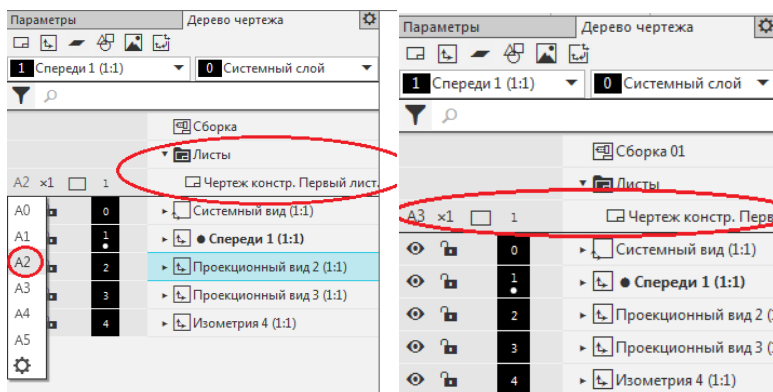 Параметры
Дерево чертежа
1 Спереди 1 (1:1)
0 Системный слой
Сборка
Листы
A2 ×1 1 Чертеж констр. Первый лист.
A0 0 Системный вид (1:1)
A1 1 Спереди 1 (1:1)
A2 2 Проекционный вид 2 (1:1)
A3 3 Проекционный вид 3 (1:1)
A4 4 Изометрия 4 (1:1)
A5
Параметры
Дерево чертежа
1 Спереди 1 (1:1)
0 Системный слой
Сборка 01
Листы
A3 ×1 1 Чертеж констр. Перв
0 Системный вид (1:1)
1 Спереди 1 (1:1)
2 Проекционный вид 2 (
3 Проекционный вид 3 (
4 Изометрия 4 (1:1)